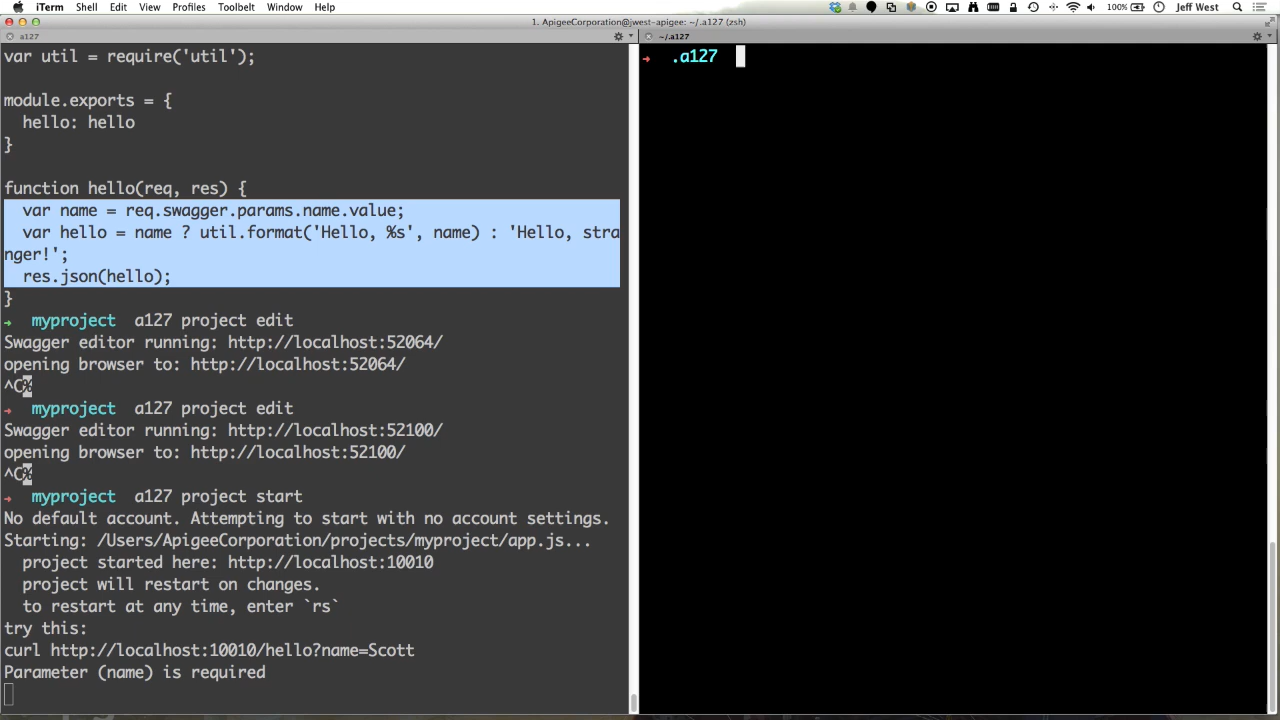 iTerm Shell Edit View Profiles Toolbelt Window Help 100% Jeff West
1. ApigeeCorporation@jwest-apigee: ~/.a127 (zsh)
a127
~/.a127
var util = require('util');
module.exports = {
hello: hello
}
function hello(req, res) {
var name = req.swagger.params.name.value;
var hello = name ? util.format('Hello, %s', name) : 'Hello, stra
nger!';
res.json(hello);
}
→ myproject a127 project edit
Swagger editor running: http://localhost:52064/
opening browser to: http://localhost:52064/
^C%
→ myproject a127 project edit
Swagger editor running: http://localhost:52100/
opening browser to: http://localhost:52100/
^C%
→ myproject a127 project start
No default account. Attempting to start with no account settings.
Starting: /Users/ApigeeCorporation/projects/myproject/app.js...
project started here: http://localhost:10010
project will restart on changes.
to restart at any time, enter `rs`
try this:
curl http://localhost:10010/hello?name=Scott
Parameter (name) is required
→ .a127